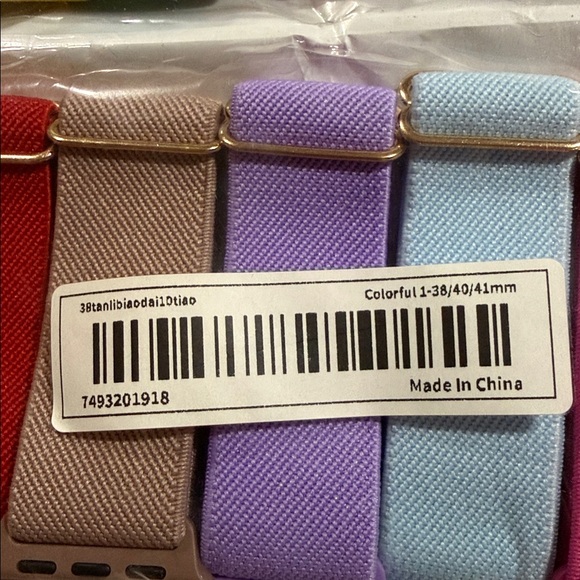 38tanlibiaodai10tiao
Colorful 1-38/40/41mm
7493201918
Made In China